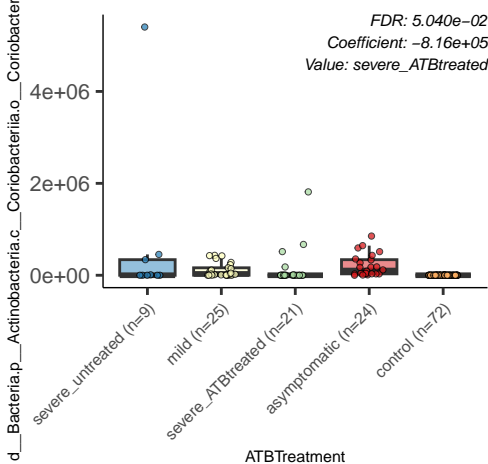 FDR: 5.040e−02
Coefficient: −8.16e+05
Value: severe_ATBtreated
d__Bacteria.p__Actinobacteria.c__Coriobacteriia.o__Coriobacter
4e+06
2e+06
0e+00
severe_untreated (n=9)
mild (n=25)
severe_ATBtreated (n=21)
asymptomatic (n=24)
control (n=72)
ATBTreatment